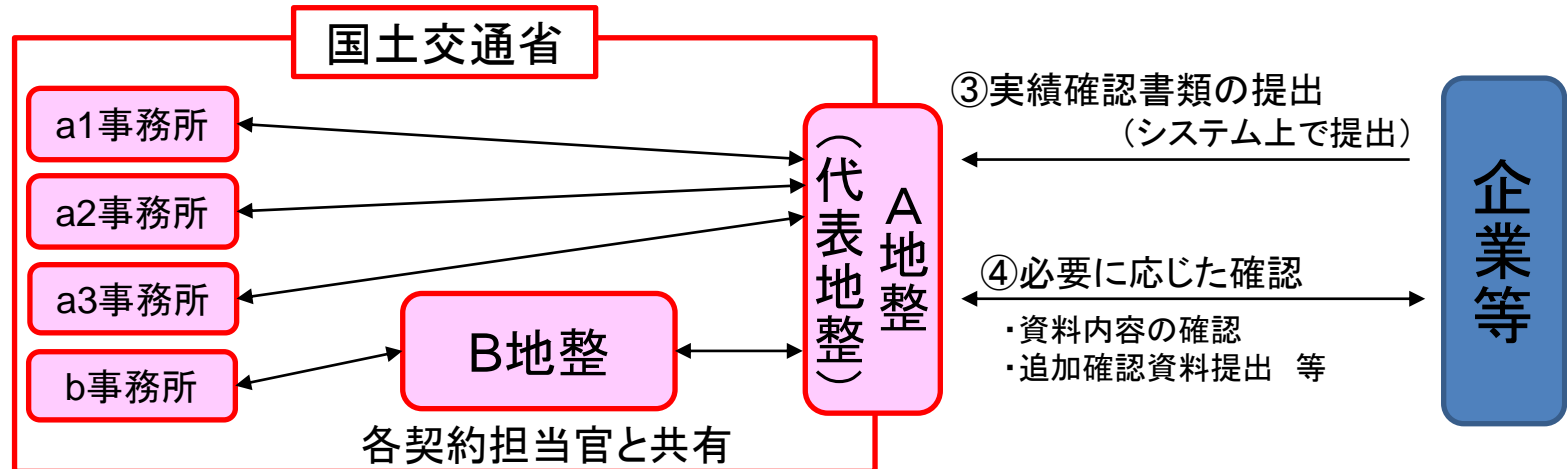 国土交通省
a1事務所
a2事務所
a3事務所
b事務所
B地整
各契約担当官と共有
A地整
（代表地整）
③実績確認書類の提出
（システム上で提出）
④必要に応じた確認
・資料内容の確認
・追加確認資料提出　等
企業等